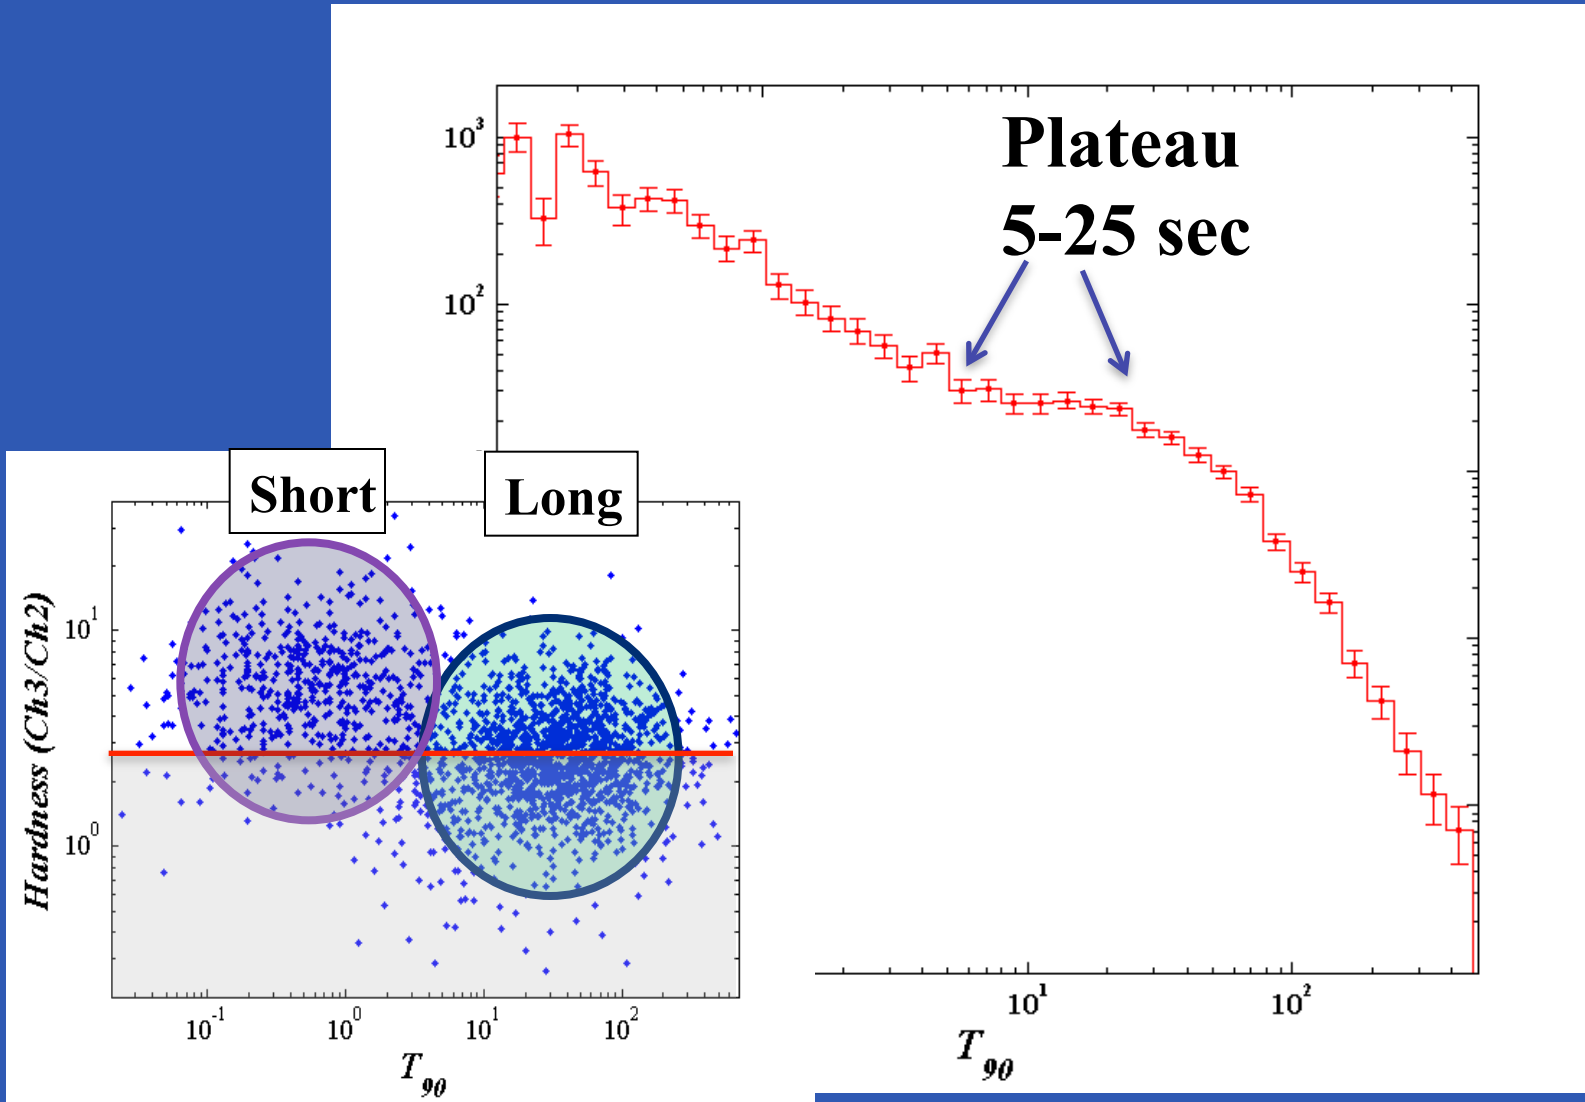 10³
Plateau
5-25 sec
10²
Short
Long
Hardness (Ch3/Ch2)
10¹
10⁰
10⁻¹ 10⁰ 10¹ 10²
T₉₀
10¹ 10²
T₉₀